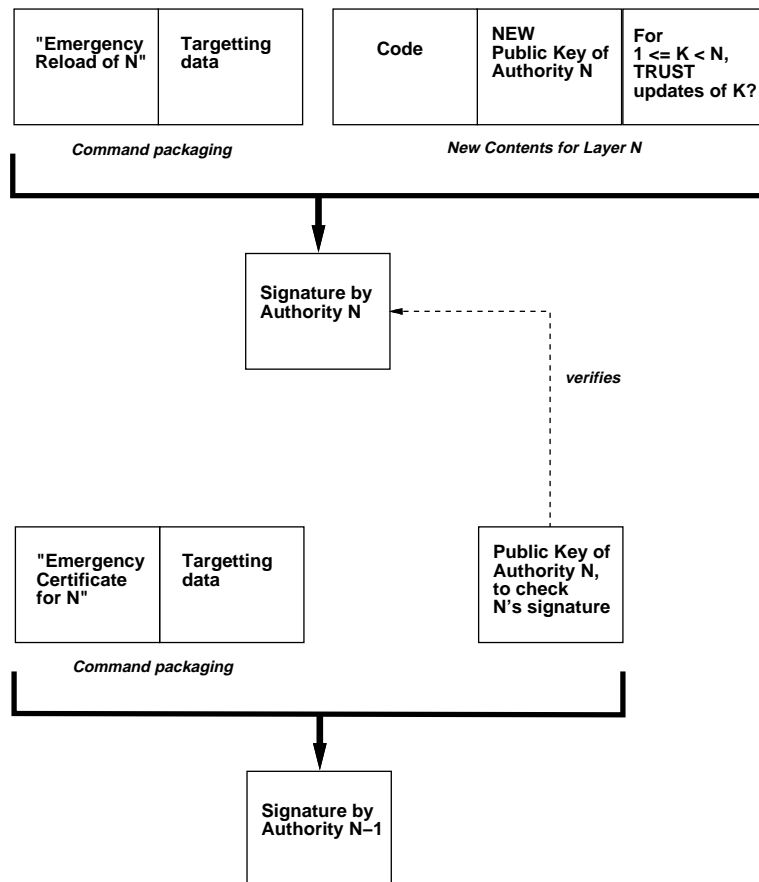 "Emergency
Reload of N"
Targetting
data
Code
NEW
Public Key of
Authority N
For
1 <= K < N,
TRUST
updates of K?
Command packaging
New Contents for Layer N
Signature by
Authority N
verifies
"Emergency
Certificate
for N"
Targetting
data
Public Key of
Authority N,
to check
N's signature
Command packaging
Signature by
Authority N–1